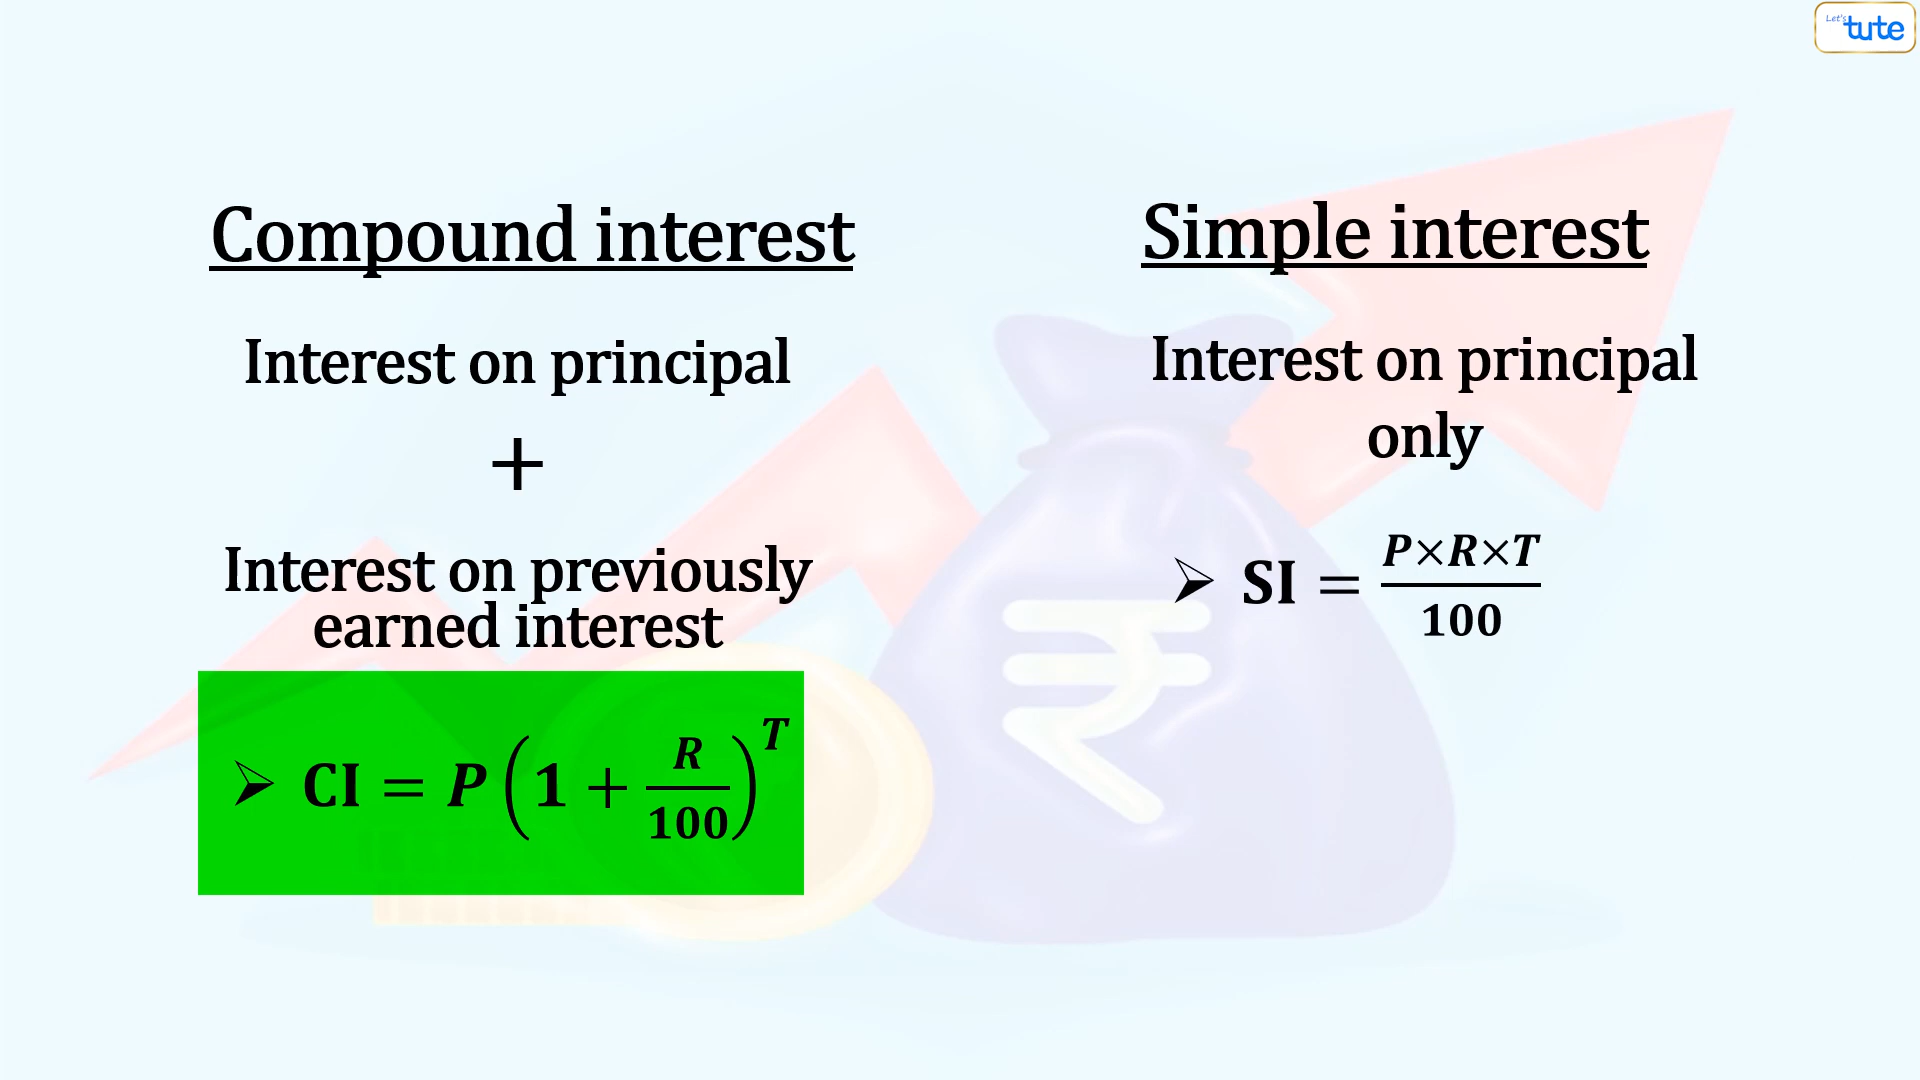 Let's tute
Compound interest
Interest on principal
+
Interest on previously
earned interest
➢ CI = P(1 + R/100)^T
Simple interest
Interest on principal
only
➢ SI = P×R×T/100
₹